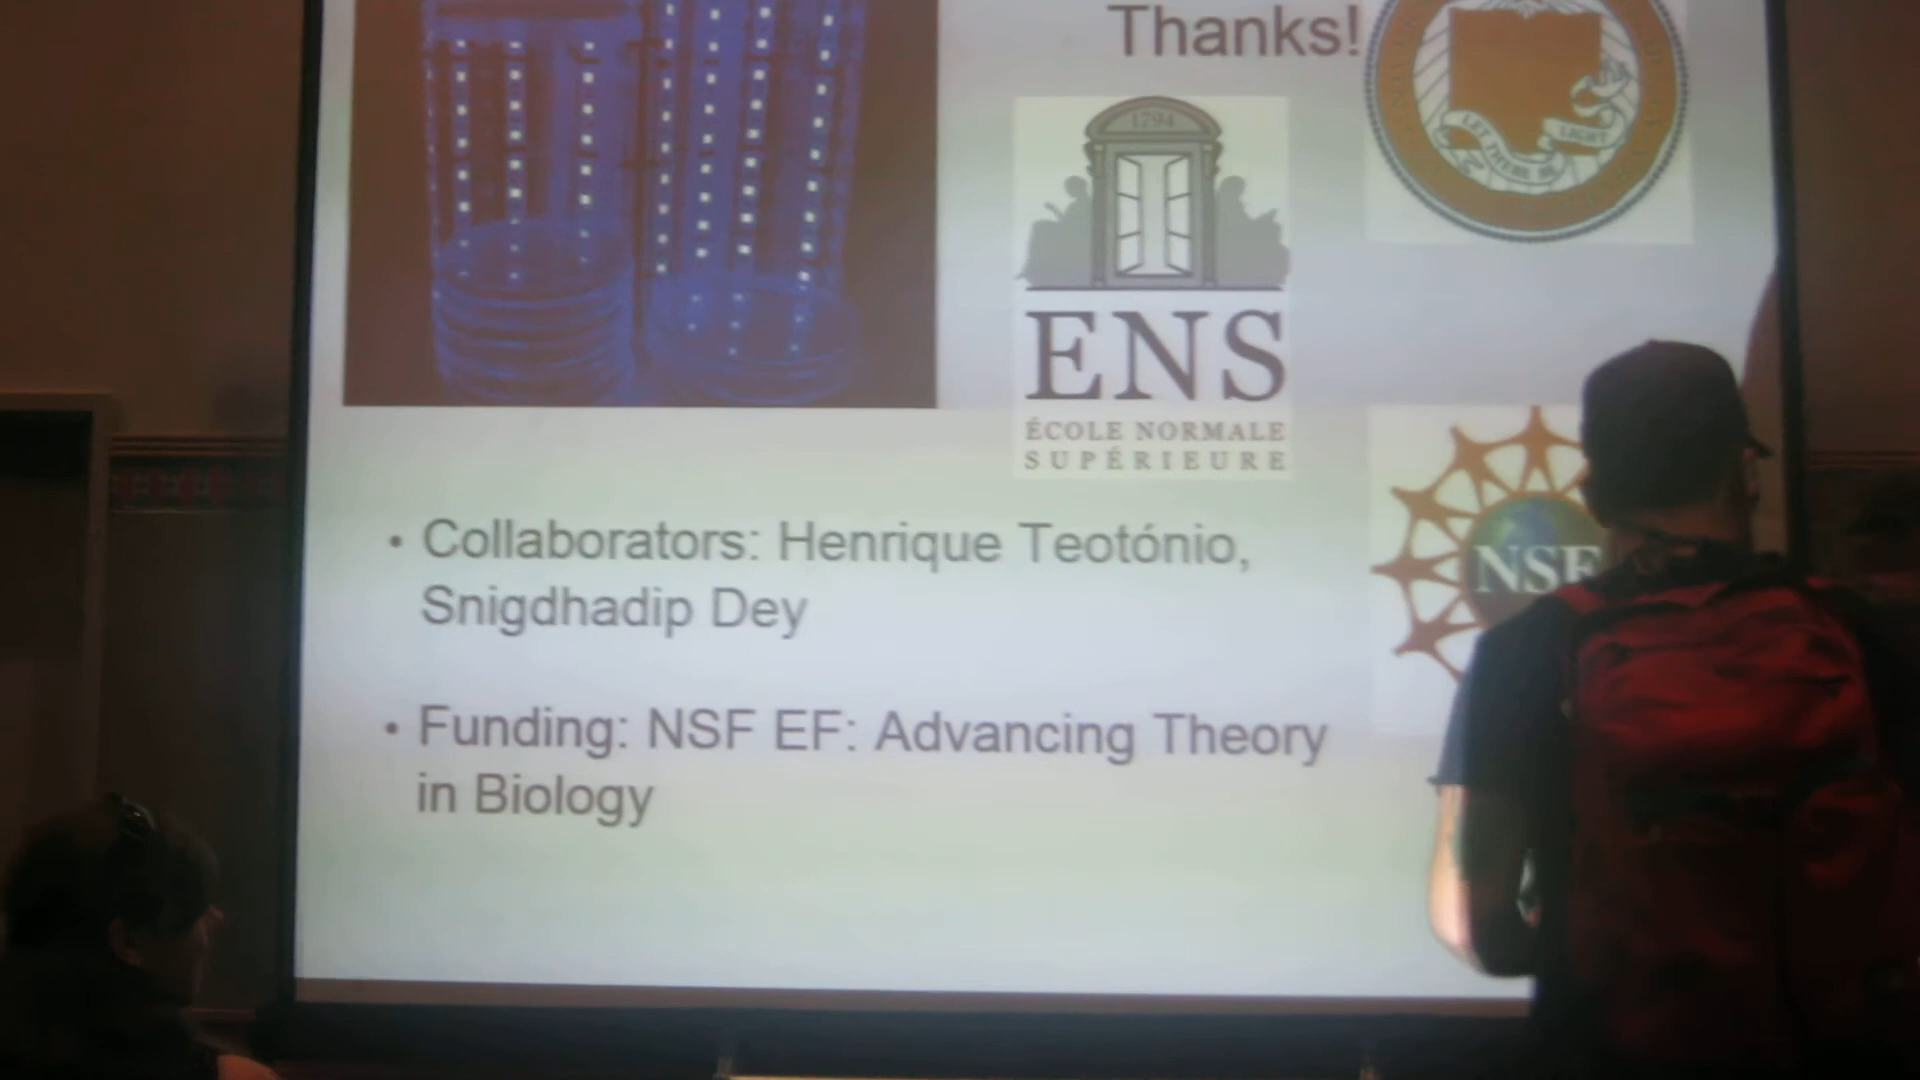 Thanks!
1794
LET THERE BE LIGHT
ENS
ÉCOLE NORMALE
SUPÉRIEURE
NSF
• Collaborators: Henrique Teotónio,
Snigdhadip Dey
• Funding: NSF EF: Advancing Theory
in Biology